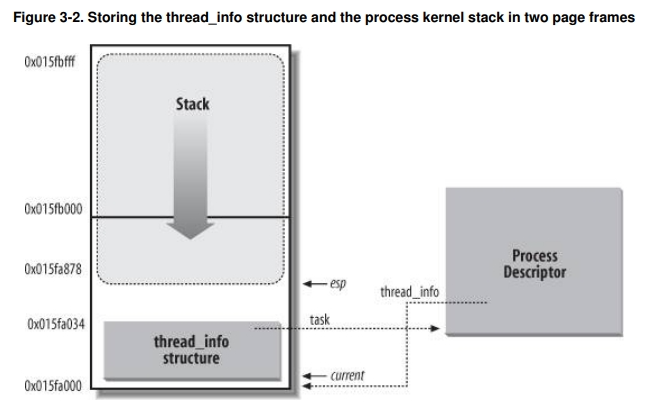 Figure 3-2. Storing the thread_info structure and the process kernel stack in two page frames
0x015fbfff
Stack
0x015fb000
Process
Descriptor
0x015fa878
esp
thread_info
0x015fa034
task
thread_info
structure
current
0x015fa000